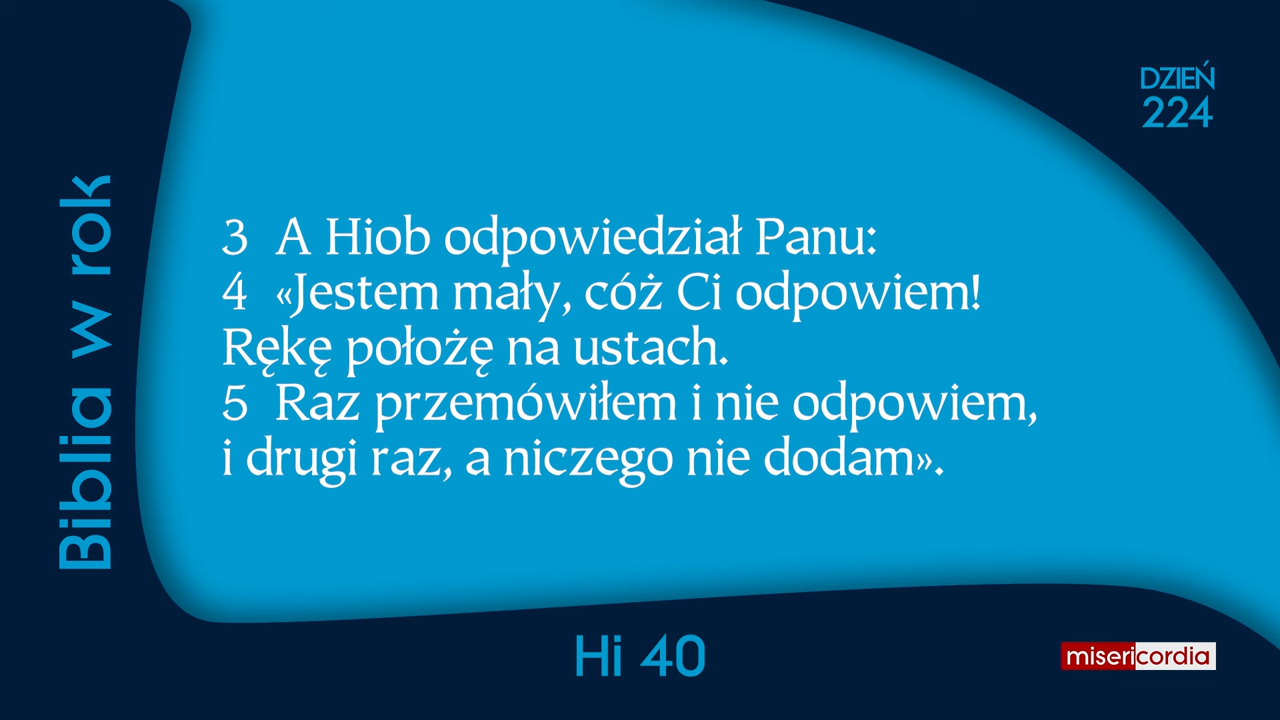 DZIEŃ
224
Biblia w rok
3 A Hiob odpowiedział Panu:
4 «Jestem mały, cóż Ci odpowiem!
Rękę położę na ustach.
5 Raz przemówiłem i nie odpowiem,
i drugi raz, a niczego nie dodam».
Hi 40
misericordia